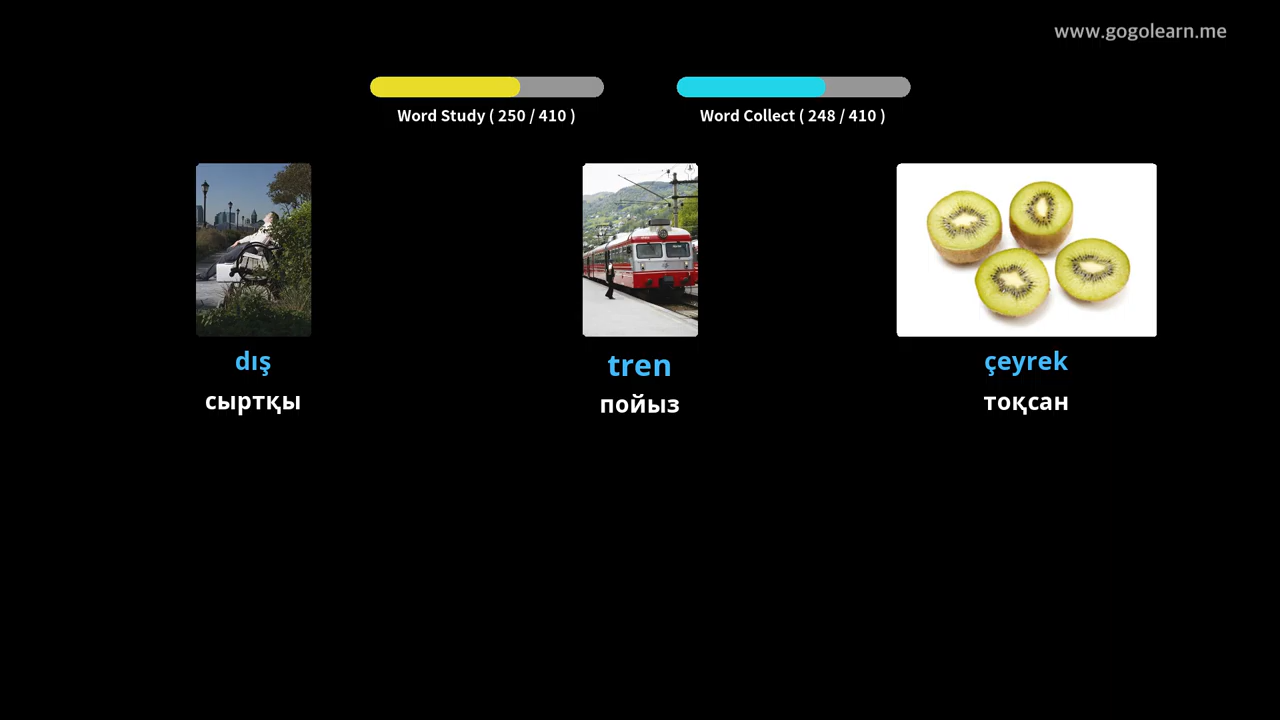 www.gogolearn.me
Word Study ( 250 / 410 )
Word Collect ( 248 / 410 )
dış
tren
çeyrek
сыртқы
пойыз
тоқсан